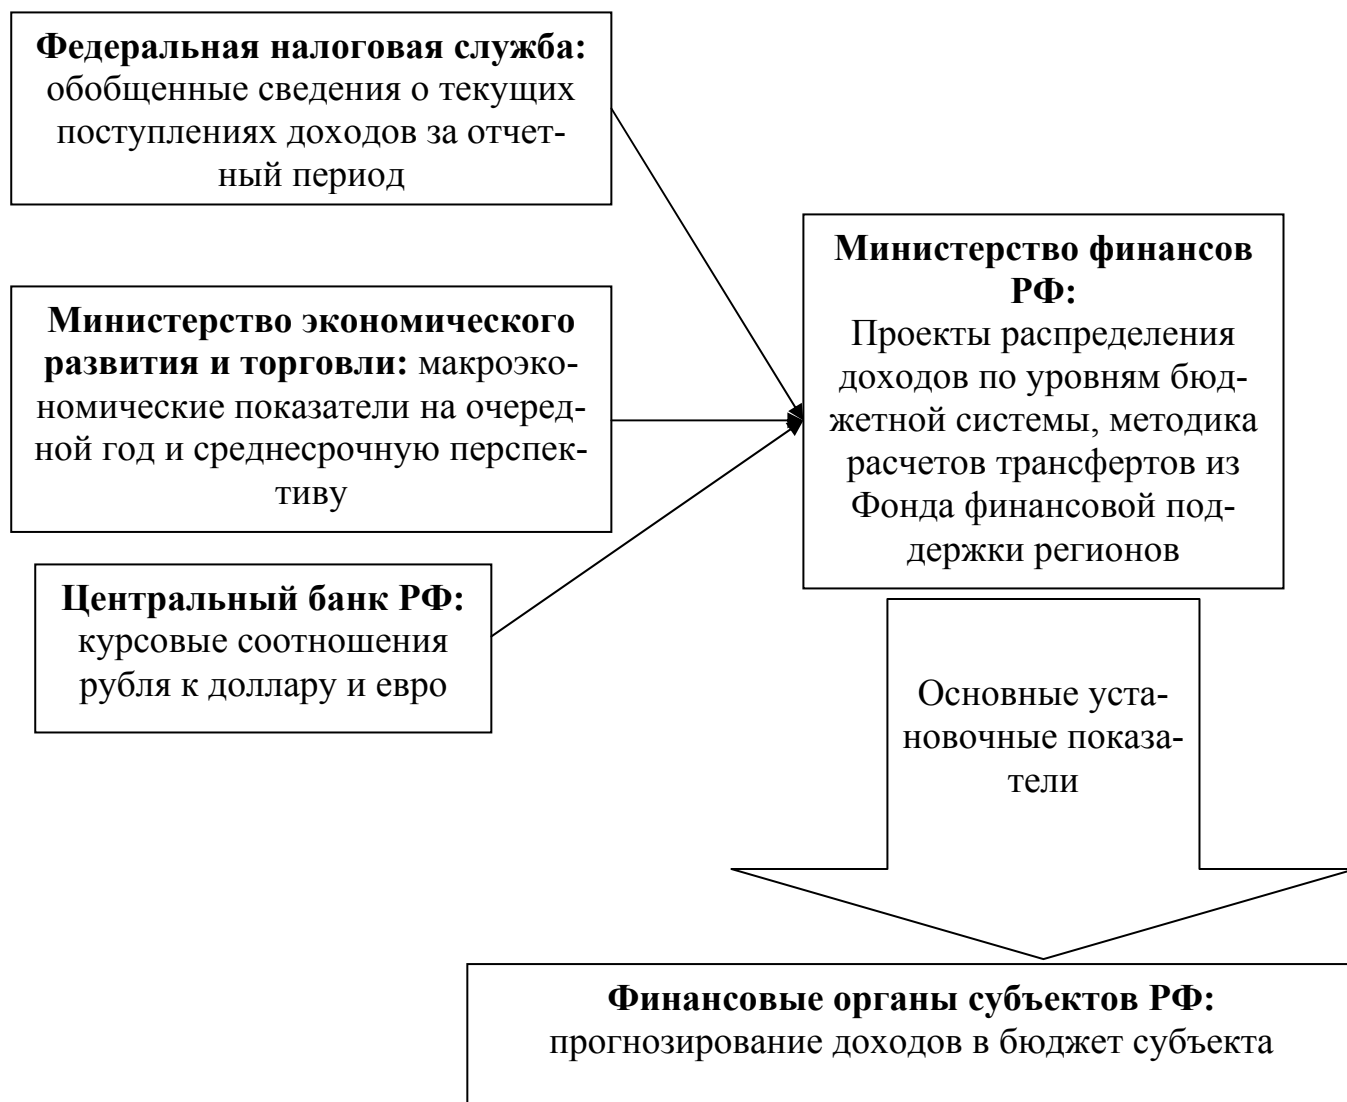 Федеральная налоговая служба:
обобщенные сведения о текущих
поступлениях доходов за отчет-
ный период
Министерство экономического
развития и торговли: макроэко-
номические показатели на очеред-
ной год и среднесрочную перспек-
тиву
Центральный банк РФ:
курсовые соотношения
рубля к доллару и евро
Министерство финансов
РФ:
Проекты распределения
доходов по уровням бюд-
жетной системы, методика
расчетов трансфертов из
Фонда финансовой под-
держки регионов
Основные уста-
новочные показа-
тели
Финансовые органы субъектов РФ:
прогнозирование доходов в бюджет субъекта